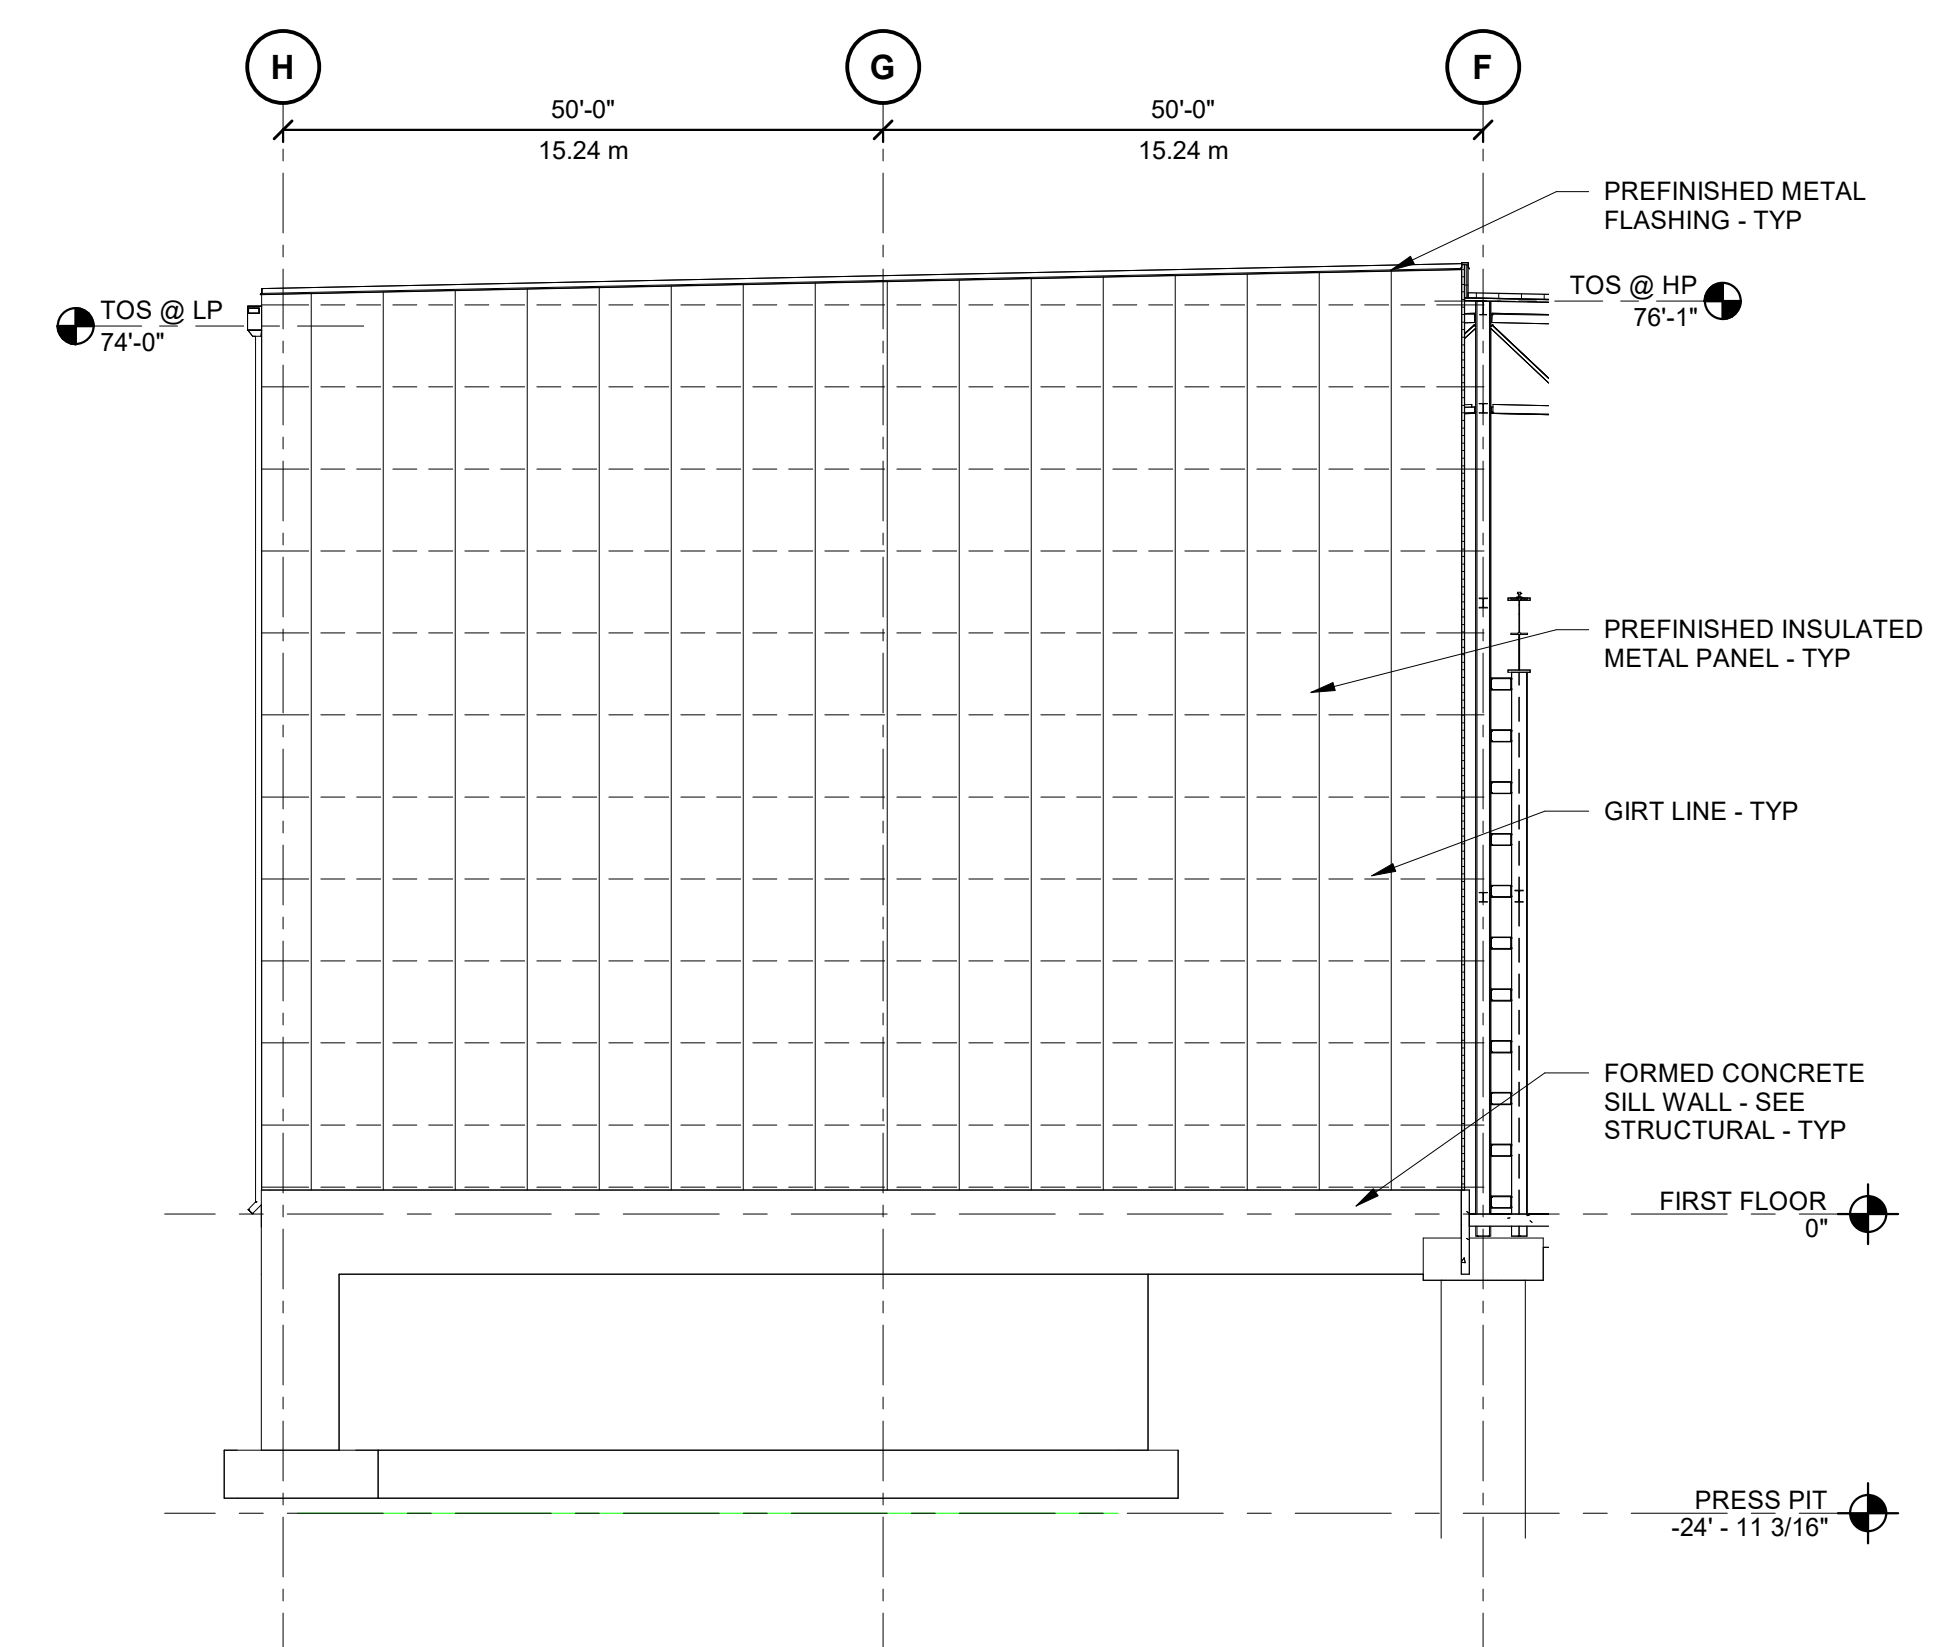 H
G
F
50'-0"
50'-0"
15.24 m
15.24 m
PREFINISHED METAL
FLASHING - TYP
TOS @ LP
74'-0"
TOS @ HP
76'-1"
PREFINISHED INSULATED
METAL PANEL - TYP
GIRT LINE - TYP
FORMED CONCRETE
SILL WALL - SEE
STRUCTURAL - TYP
FIRST FLOOR
0"
PRESS PIT
-24' - 11 3/16"